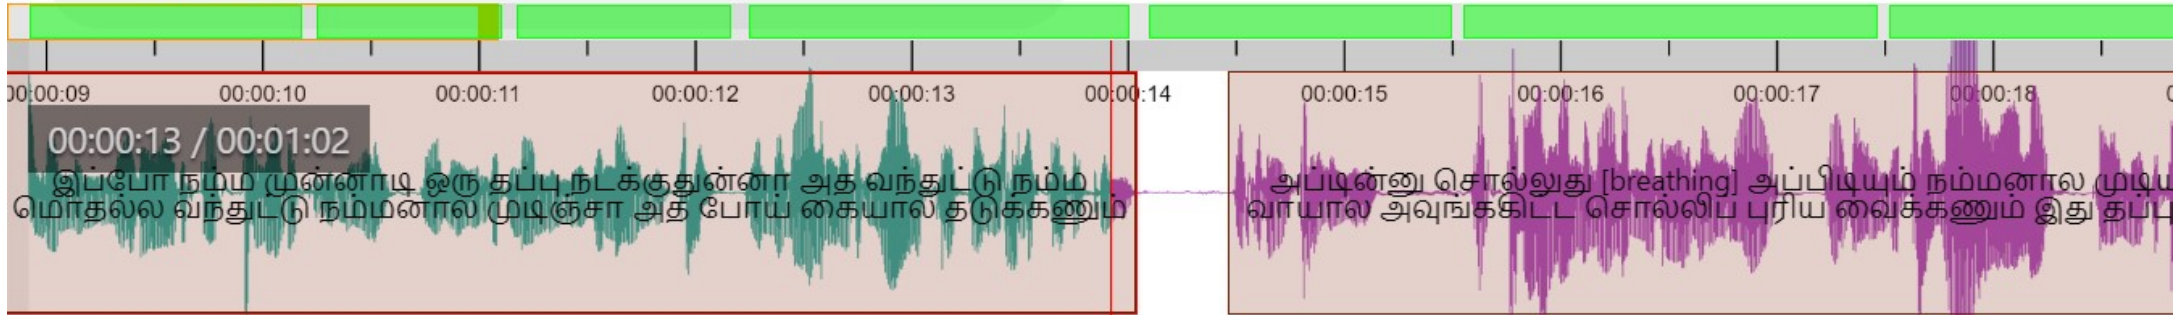 00:00:09 00:00:10 00:00:11 00:00:12 00:00:13 00:00:14 00:00:15 00:00:16 00:00:17 00:00:18
00:00:13 / 00:01:02
இப்போ நம்ம முன்னாடி ஒரு தப்பு நடக்குதுன்னா அத வந்துட்டு நம்ம
மொதல்ல வந்துட்டு நம்மளால முடிஞ்சா அத போய் கையால தடுக்கணும்
அப்டின்னு சொல்லுது [breathing] அப்பிடியும் நம்மளால
வாயால அவுங்ககிட்ட சொல்லிப் புரிய வைக்கணும் இது